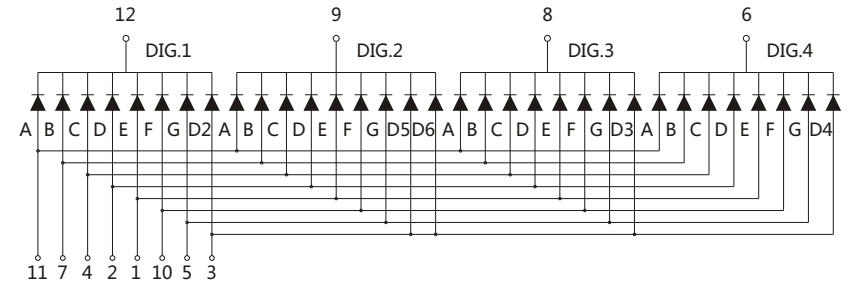 12 9 8 6
DIG.1 DIG.2 DIG.3 DIG.4
A B C D E F G D2 A B C D E F G D5 D6 A B C D E F G D3 A B C D E F G D4
11 7 4 2 1 10 5 3